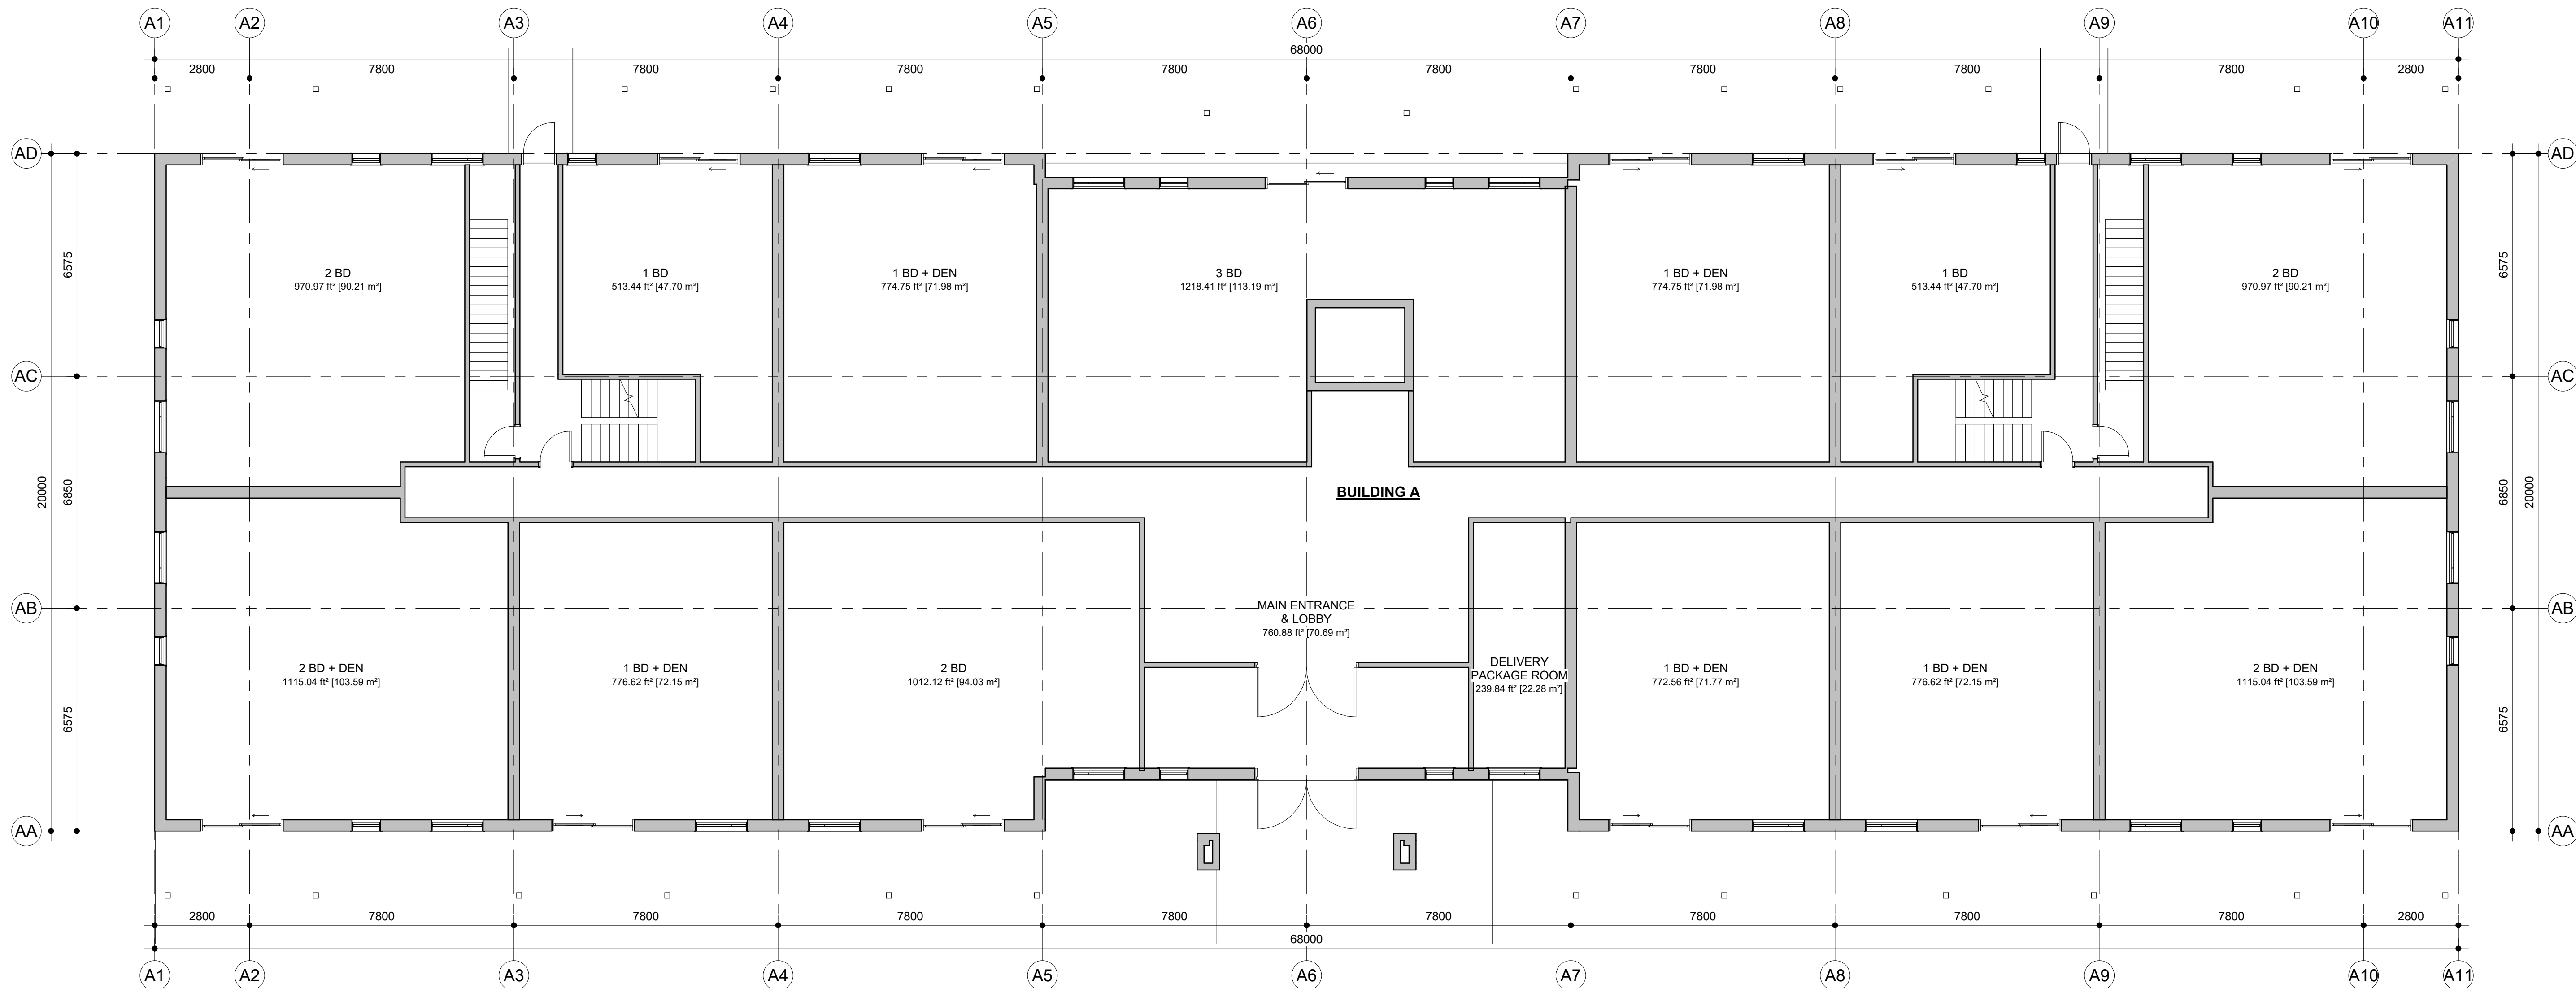 A1 A2 A3 A4 A5 A6 A7 A8 A9 A10 A11
68000
2800 7800 7800 7800 7800 7800 7800 7800 7800 2800
AD AD
6575 6575
2 BD
970.97 ft² [90.21 m²]
1 BD
513.44 ft² [47.70 m²]
1 BD + DEN
774.75 ft² [71.98 m²]
3 BD
1218.41 ft² [113.19 m²]
1 BD + DEN
774.75 ft² [71.98 m²]
1 BD
513.44 ft² [47.70 m²]
2 BD
970.97 ft² [90.21 m²]
AC AC
20000 6850 6850 20000
BUILDING A
AB AB
MAIN ENTRANCE
& LOBBY
760.88 ft² [70.69 m²]
2 BD + DEN
1115.04 ft² [103.59 m²]
1 BD + DEN
776.62 ft² [72.15 m²]
2 BD
1012.12 ft² [94.03 m²]
DELIVERY
PACKAGE ROOM
239.84 ft² [22.28 m²]
1 BD + DEN
772.56 ft² [71.77 m²]
1 BD + DEN
776.62 ft² [72.15 m²]
2 BD + DEN
1115.04 ft² [103.59 m²]
6575 6575
AA AA
2800 7800 7800 7800 7800 7800 7800 7800 7800 2800
68000
A1 A2 A3 A4 A5 A6 A7 A8 A9 A10 A11